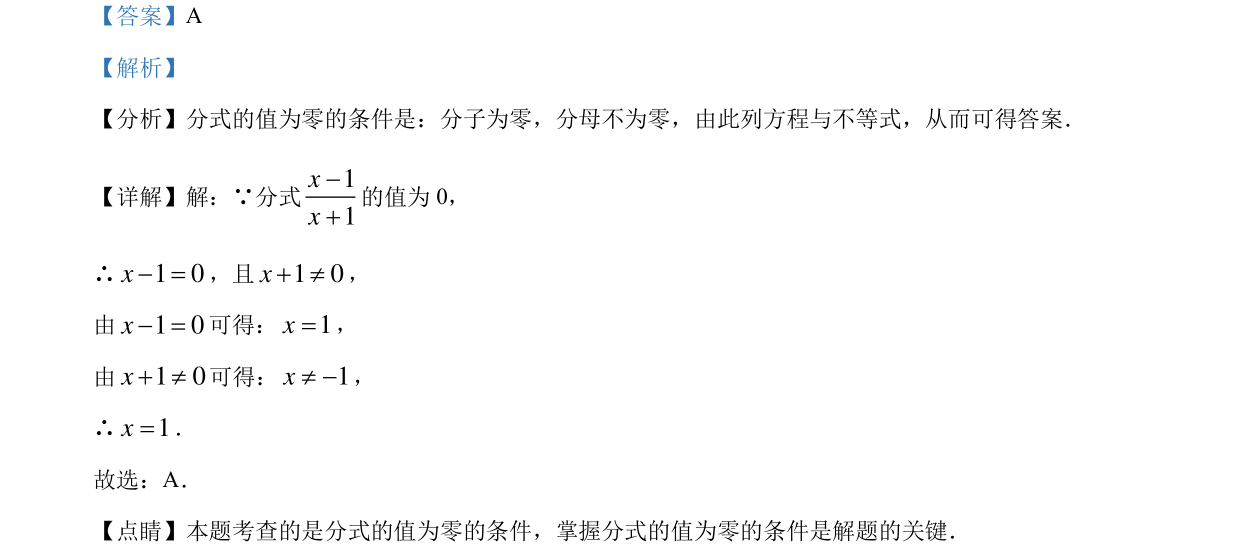 【答案】A
【解析】
【分析】分式的值为零的条件是：分子为零，分母不为零，由此列方程与不等式，从而可得答案．
【详解】解：∵分式$\frac{x-1}{x+1}$的值为 0，
∴ x−1=0，且 x+1≠0，
由 x−1=0可得： x=1，
由 x+1≠0可得： x≠−1，
∴ x=1．
故选：A．
【点睛】本题考查的是分式的值为零的条件，掌握分式的值为零的条件是解题的关键．